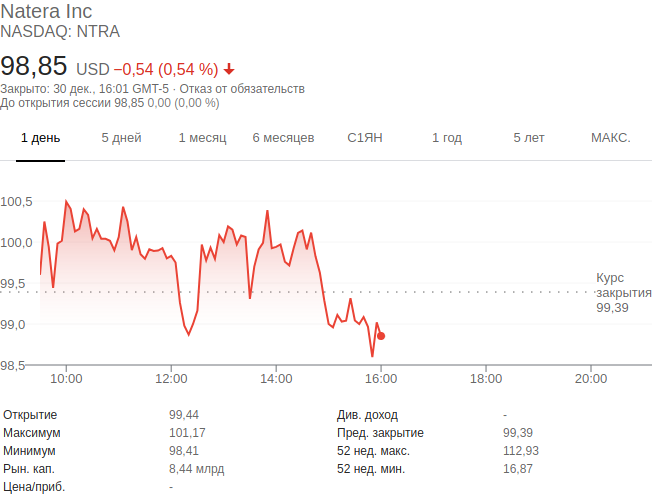 Natera Inc
NASDAQ: NTRA
98,85 USD −0,54 (0,54 %)
Закрыто: 30 дек., 16:01 GMT-5 · Отказ от обязательств
До открытия сессии 98,85 0,00 (0,00 %)
1 день 5 дней 1 месяц 6 месяцев С1ЯН 1 год 5 лет МАКС.
100,5
100,0
99,5
99,0
98,5
Курс
закрытия
99,39
10:00 12:00 14:00 16:00 18:00 20:00
Открытие 99,44 Див. доход -
Максимум 101,17 Пред. закрытие 99,39
Минимум 98,41 52 нед. макс. 112,93
Рын. кап. 8,44 млрд 52 нед. мин. 16,87
Цена/приб. -